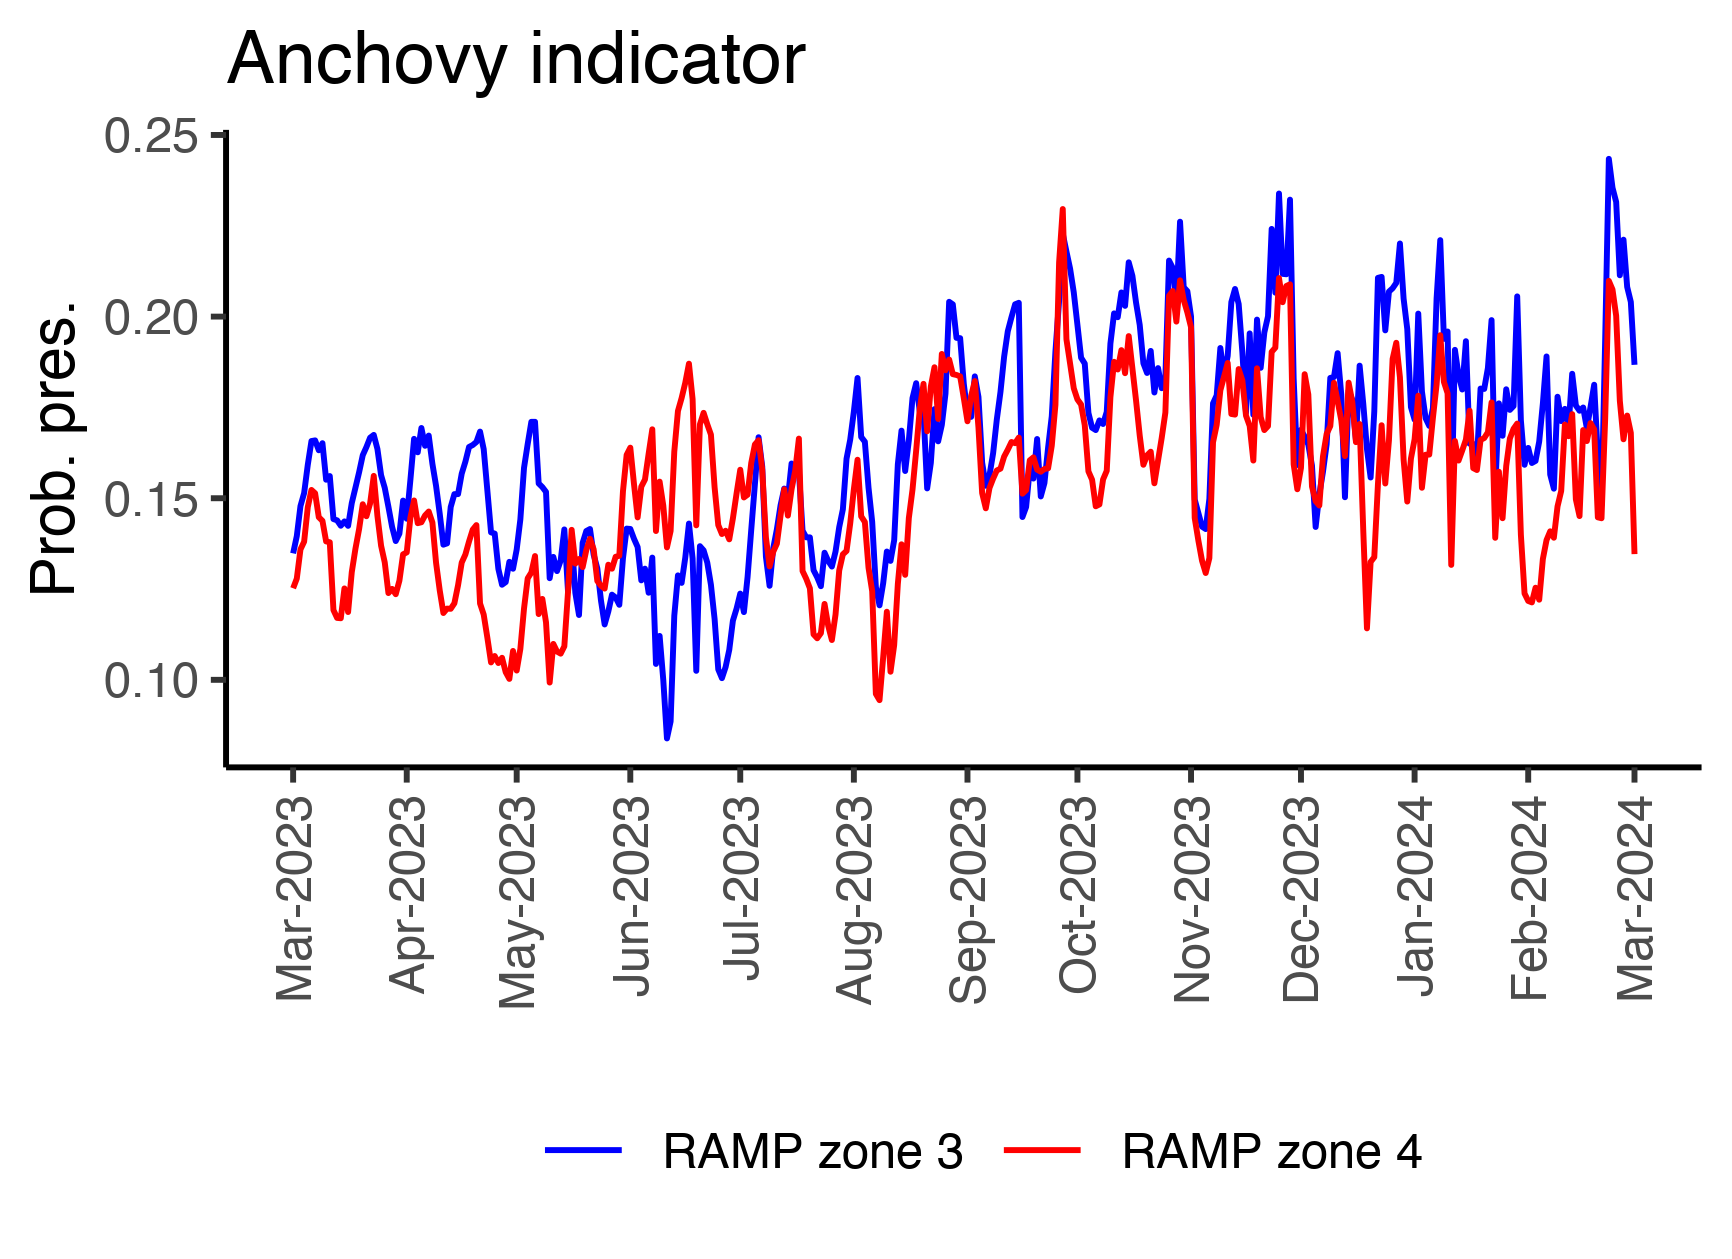 Anchovy indicator
Prob. pres.
0.25
0.20
0.15
0.10
Mar-2023
Apr-2023
May-2023
Jun-2023
Jul-2023
Aug-2023
Sep-2023
Oct-2023
Nov-2023
Dec-2023
Jan-2024
Feb-2024
Mar-2024
RAMP zone 3
RAMP zone 4